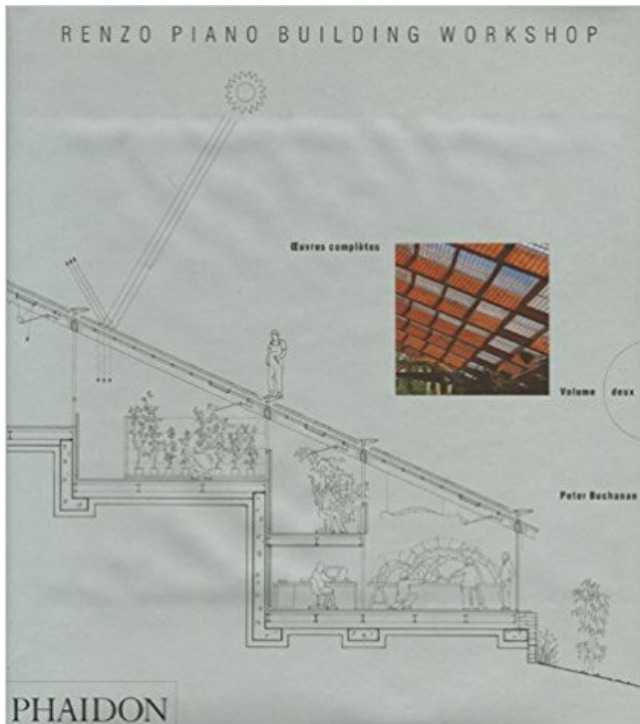 RENZO PIANO BUILDING WORKSHOP
Œuvres complètes
Volume deux
Peter Buchanan
PHAIDON